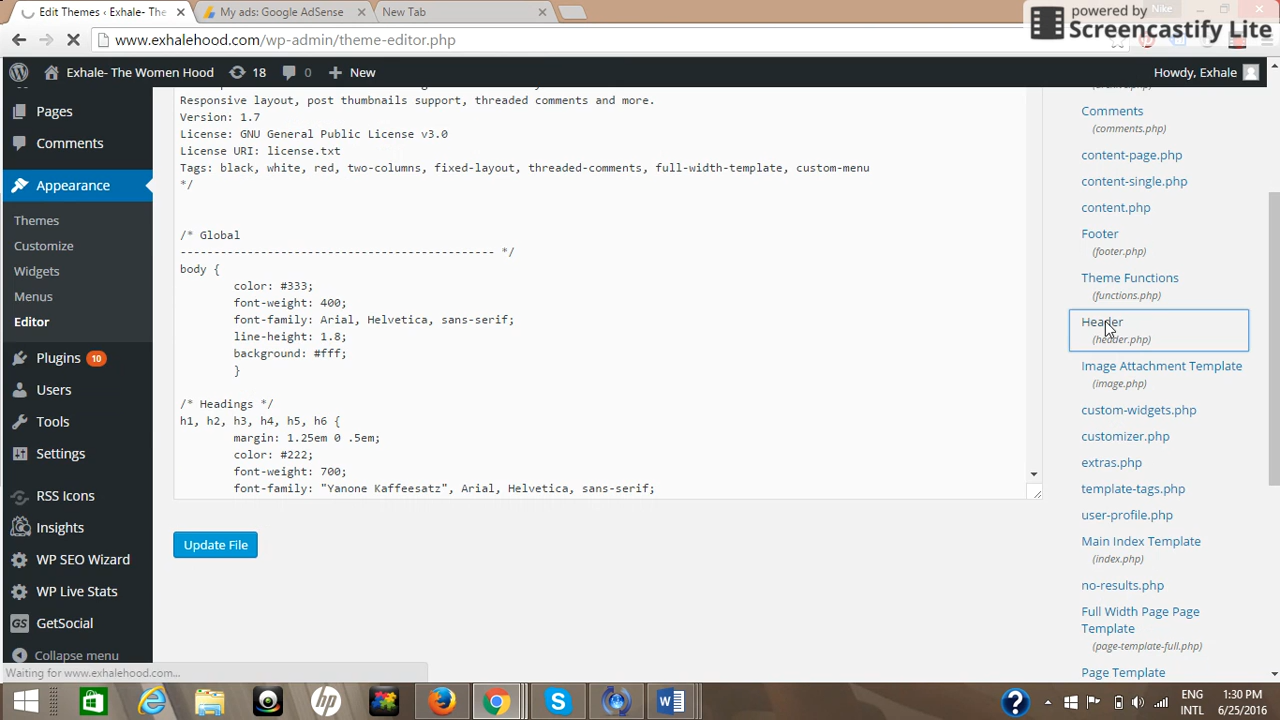 Edit Themes ‹ Exhale- The
My ads: Google AdSense
New Tab
Nike
powered by
Screencastify Lite
www.exhalehood.com/wp-admin/theme-editor.php
Exhale- The Women Hood
18
0
New
Howdy, Exhale
Pages
Comments
Appearance
Themes
Customize
Widgets
Menus
Editor
Plugins 10
Users
Tools
Settings
RSS Icons
Insights
WP SEO Wizard
WP Live Stats
GetSocial
Collapse menu
Responsive layout, post thumbnails support, threaded comments and more.
Version: 1.7
License: GNU General Public License v3.0
License URI: license.txt
Tags: black, white, red, two-columns, fixed-layout, threaded-comments, full-width-template, custom-menu
*/
/* Global
----------------------------------------------- */
body {
color: #333;
font-weight: 400;
font-family: Arial, Helvetica, sans-serif;
line-height: 1.8;
background: #fff;
}
/* Headings */
h1, h2, h3, h4, h5, h6 {
margin: 1.25em 0 .5em;
color: #222;
font-weight: 700;
font-family: "Yanone Kaffeesatz", Arial, Helvetica, sans-serif;
Update File
Comments
(comments.php)
content-page.php
content-single.php
content.php
Footer
(footer.php)
Theme Functions
(functions.php)
Header
(header.php)
Image Attachment Template
(image.php)
custom-widgets.php
customizer.php
extras.php
template-tags.php
user-profile.php
Main Index Template
(index.php)
no-results.php
Full Width Page Page
Template
(page-template-full.php)
Page Template
Waiting for www.exhalehood.com...
ENG
INTL
1:30 PM
6/25/2016